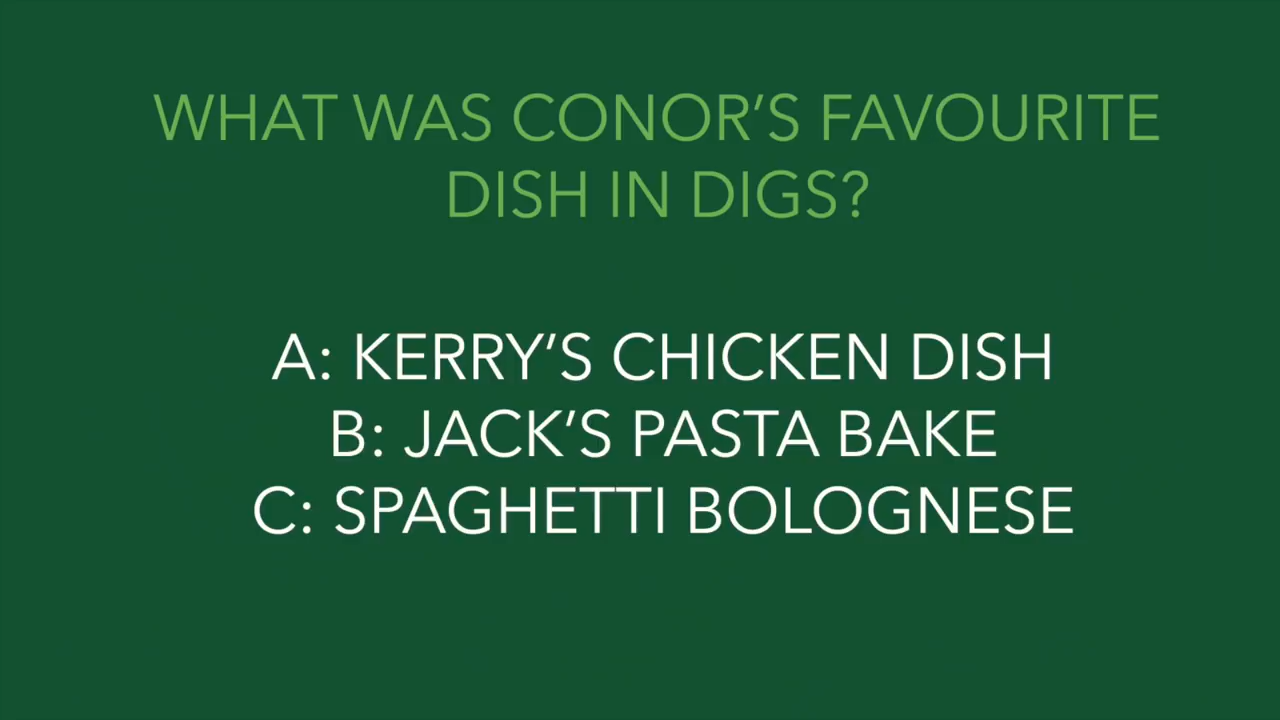 WHAT WAS CONOR'S FAVOURITE
DISH IN DIGS?
A: KERRY'S CHICKEN DISH
B: JACK'S PASTA BAKE
C: SPAGHETTI BOLOGNESE